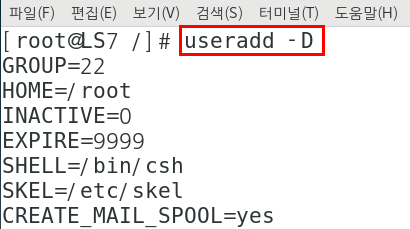 파일(F) 편집(E) 보기(V) 검색(S) 터미널(T) 도움말(H)
[root@LS7 /]# useradd -D
GROUP=22
HOME=/root
INACTIVE=0
EXPIRE=9999
SHELL=/bin/csh
SKEL=/etc/skel
CREATE_MAIL_SPOOL=yes